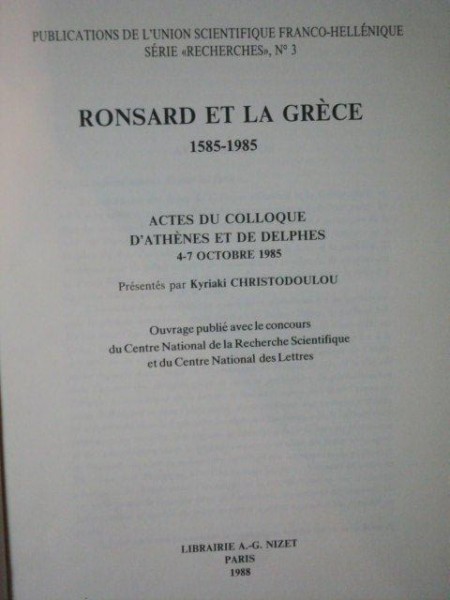 PUBLICATIONS DE L'UNION SCIENTIFIQUE FRANCO-HELLÉNIQUE
SÉRIE «RECHERCHES», N° 3
RONSARD ET LA GRÈCE
1585-1985
ACTES DU COLLOQUE
D'ATHÈNES ET DE DELPHES
4-7 OCTOBRE 1985
Présentés par Kyriaki CHRISTODOULOU
Ouvrage publié avec le concours
du Centre National de la Recherche Scientifique
et du Centre National des Lettres
LIBRAIRIE A.-G. NIZET
PARIS
1988